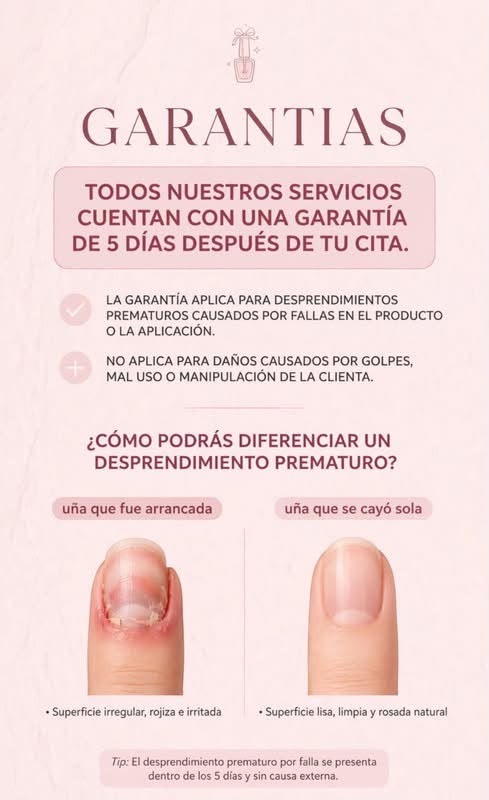 GARANTIAS
TODOS NUESTROS SERVICIOS
CUENTAN CON UNA GARANTÍA
DE 5 DÍAS DESPUÉS DE TU CITA.
LA GARANTÍA APLICA PARA DESPRENDIMIENTOS
PREMATUROS CAUSADOS POR FALLAS EN EL PRODUCTO
O LA APLICACIÓN.
NO APLICA PARA DAÑOS CAUSADOS POR GOLPES,
MAL USO O MANIPULACIÓN DE LA CLIENTA.
¿CÓMO PODRÁS DIFERENCIAR UN
DESPRENDIMIENTO PREMATURO?
uña que fue arrancada
uña que se cayó sola
• Superficie irregular, rojiza e irritada
• Superficie lisa, limpia y rosada natural
Tip: El desprendimiento prematuro por falla se presenta
dentro de los 5 días y sin causa externa.